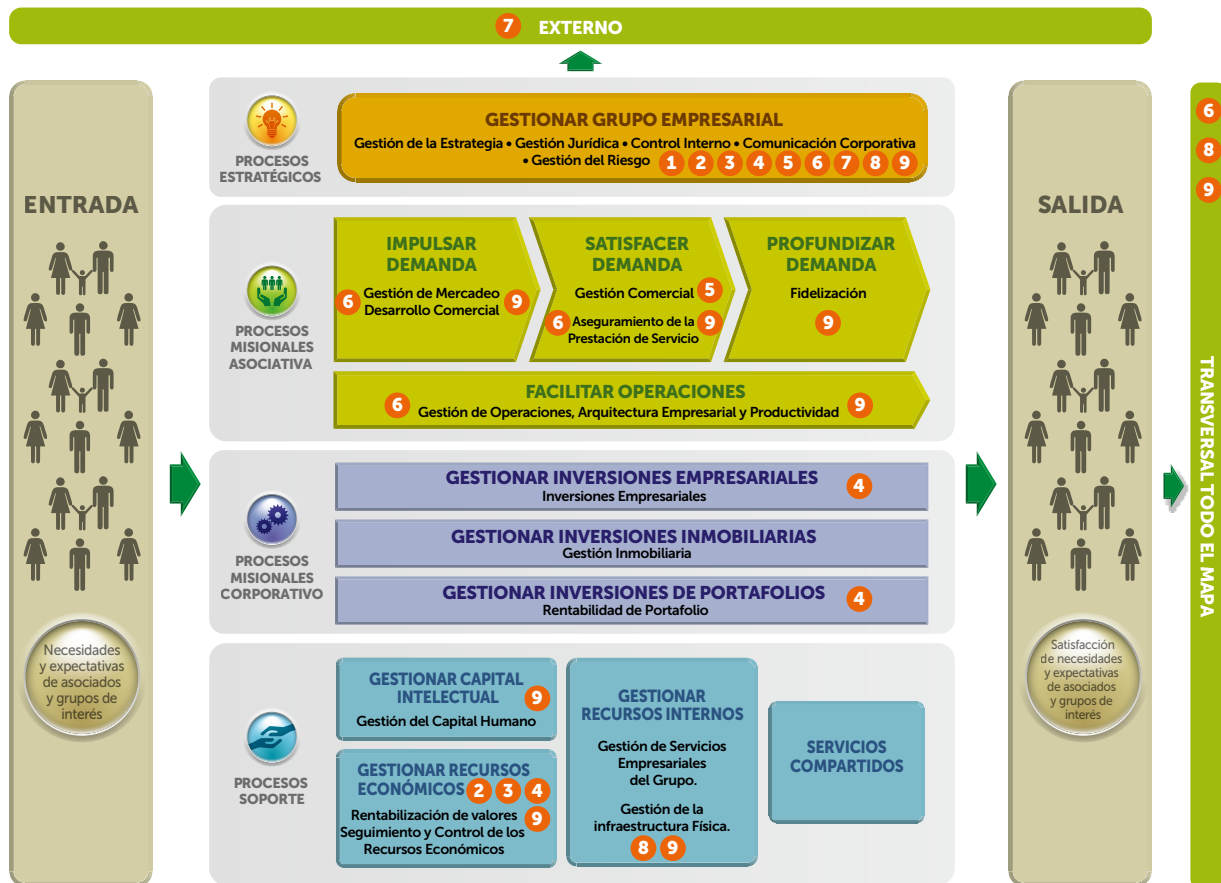 7 EXTERNO
ENTRADA
Necesidades
y expectativas
de asociados
y grupos de
interés
PROCESOS
ESTRATÉGICOS
GESTIONAR GRUPO EMPRESARIAL
Gestión de la Estrategia • Gestión Jurídica • Control Interno • Comunicación Corporativa
• Gestión del Riesgo 1 2 3 4 5 6 7 8 9
PROCESOS
MISIONALES
ASOCIATIVA
IMPULSAR
DEMANDA
6 Gestión de Mercadeo 9
Desarrollo Comercial
SATISFACER
DEMANDA
Gestión Comercial 5
6 Aseguramiento de la 9
Prestación de Servicio
PROFUNDIZAR
DEMANDA
Fidelización
9
FACILITAR OPERACIONES
6 Gestión de Operaciones, Arquitectura Empresarial y Productividad 9
PROCESOS
MISIONALES
CORPORATIVO
GESTIONAR INVERSIONES EMPRESARIALES 4
Inversiones Empresariales
GESTIONAR INVERSIONES INMOBILIARIAS
Gestión Inmobiliaria
GESTIONAR INVERSIONES DE PORTAFOLIOS 4
Rentabilidad de Portafolio
PROCESOS
SOPORTE
GESTIONAR CAPITAL
INTELECTUAL 9
Gestión del Capital Humano
GESTIONAR RECURSOS
ECONÓMICOS 2 3 4
Rentabilización de valores 9
Seguimiento y Control de los
Recursos Económicos
GESTIONAR
RECURSOS INTERNOS
Gestión de Servicios
Empresariales
del Grupo.
Gestión de la
infraestructura Física.
8 9
SERVICIOS
COMPARTIDOS
SALIDA
Satisfacción
de necesidades
y expectativas
de asociados
y grupos de
interés
6
8
9
TRANSVERSAL TODO EL MAPA